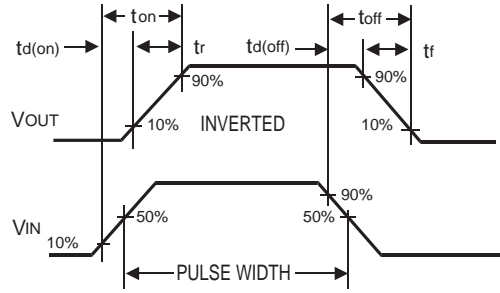 ton
toff
td(on)
tr
td(off)
tf
90%
90%
VOUT
10%
INVERTED
10%
90%
50%
50%
VIN
10%
PULSE WIDTH